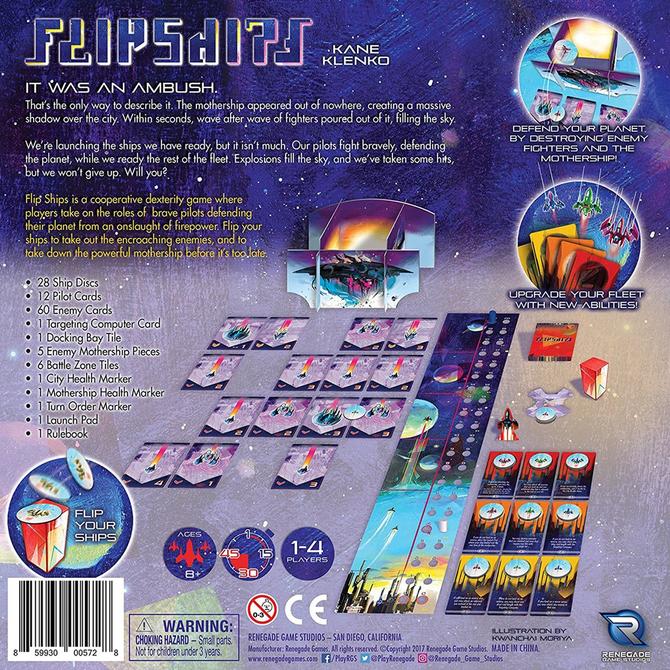 FLIPSHIPS
KANE
KLENKO
IT WAS AN AMBUSH.
That's the only way to describe it. The mothership appeared out of nowhere, creating a massive
shadow over the city. Within seconds, wave after wave of fighters poured out of it, filling the sky.
We're launching the ships we have ready, but it isn't much. Our pilots fight bravely, defending
the planet, while we ready the rest of the fleet. Explosions fill the sky, and we've taken some hits,
but we won't give up. Will you?
Flip Ships is a cooperative dexterity game where
players take on the roles of brave pilots defending
their planet from an onslaught of firepower. Flip your
ships to take out the encroaching enemies, and to
take down the powerful mothership before it's too late.
• 28 Ship Discs
• 12 Pilot Cards
• 60 Enemy Cards
• 1 Targeting Computer Card
• 1 Docking Bay Tile
• 5 Enemy Mothership Pieces
• 6 Battle Zone Tiles
• 1 City Health Marker
• 1 Mothership Health Marker
• 1 Turn Order Marker
• 1 Launch Pad
• 1 Rulebook
DEFEND YOUR PLANET
BY DESTROYING ENEMY
FIGHTERS AND THE
MOTHERSHIP!
UPGRADE YOUR FLEET
WITH NEW ABILITIES!
FLIPSHIPS
FLIP
YOUR
SHIPS
AGES
8+
45 15
30
1-4
PLAYERS
8 59930 00572 8
WARNING:
CHOKING HAZARD – Small parts.
Not for children under 3 years.
0-3
CE
RENEGADE GAME STUDIOS – SAN DIEGO, CALIFORNIA.
Manufacturer: Renegade Games. All rights reserved. ©Copyright 2017 Renegade Game Studios. MADE IN CHINA.
www.renegadegames.com /PlayRGS @PlayRenegade @Renegade_Game_Studios
ILLUSTRATION BY
KWANCHAI MORIYA
RENEGADE
GAME STUDIOS